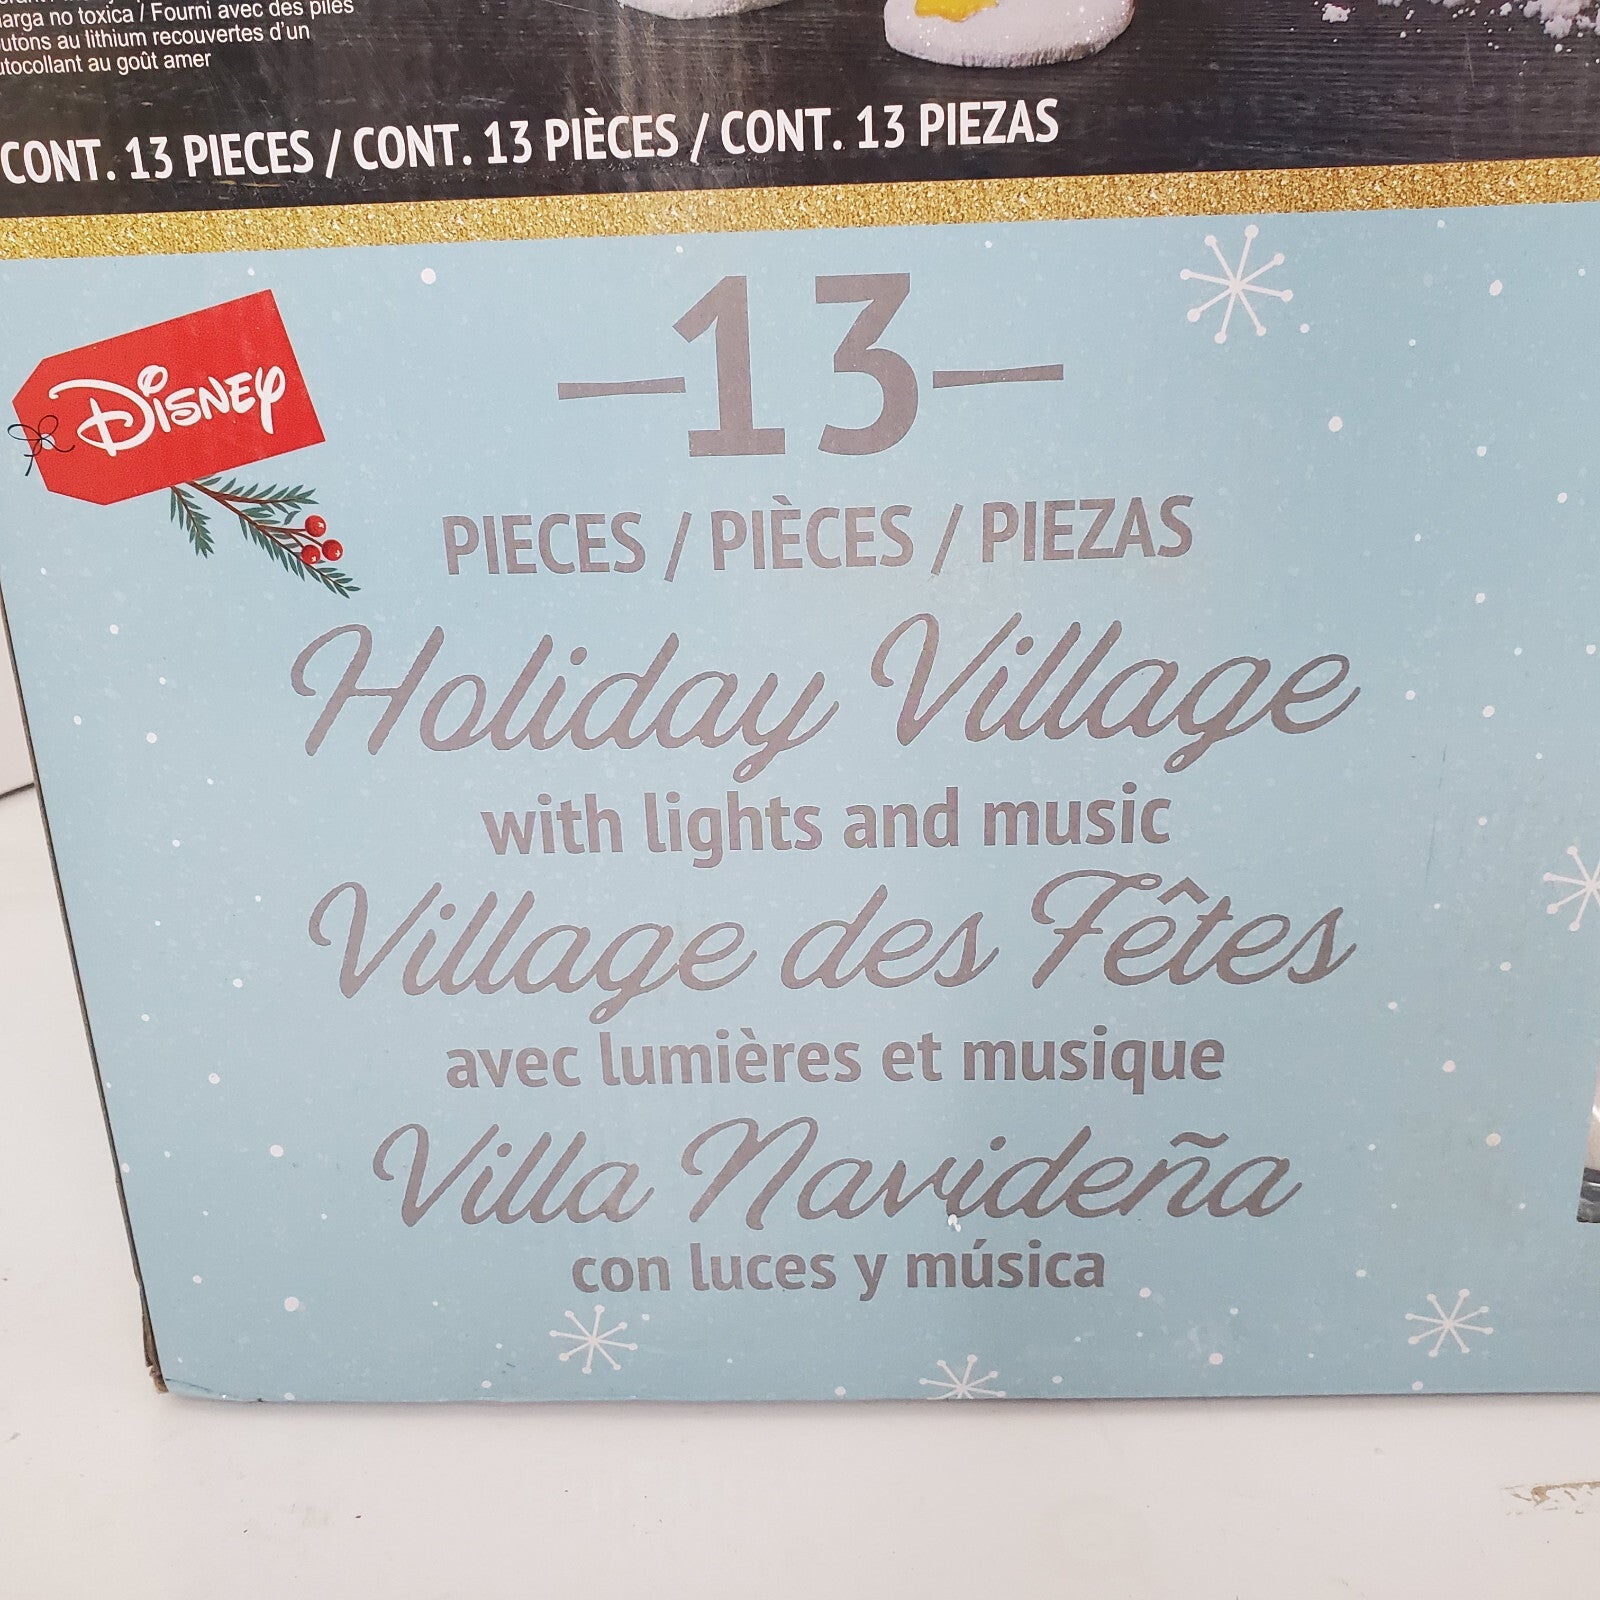 arga no toxica / Fourni avec des piles
utons au lithium recouvertes d'un
utocollant au goût amer
CONT. 13 PIECES / CONT. 13 PIÈCES / CONT. 13 PIEZAS
DISNEY
—13—
PIECES / PIÈCES / PIEZAS
Holiday Village
with lights and music
Village des Fêtes
avec lumières et musique
Villa Navideña
con luces y música